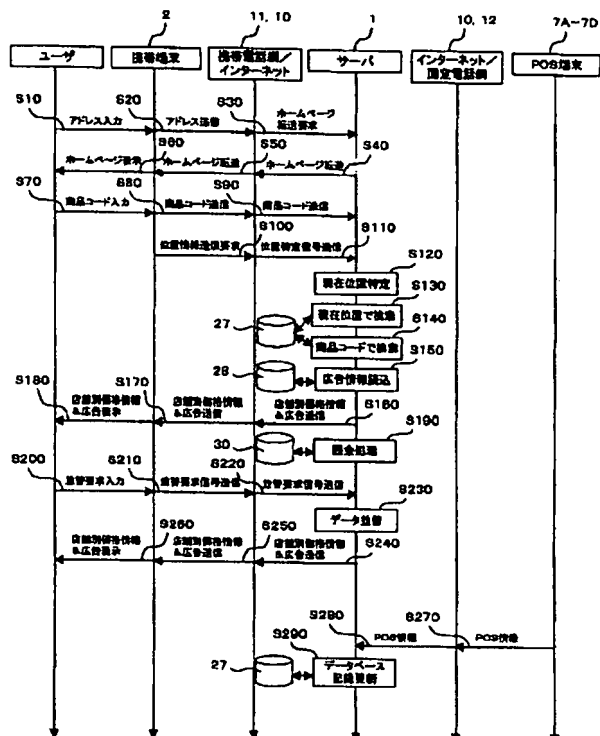 2
11, 10
1
10, 12
7A-7D
ユーザ
携帯端末
携帯電話網/
インターネット
サーバ
インターネット/
固定電話網
POS端末
S10
アドレス入力
S20
アドレス送信
S30
ホームページ
転送要求
S60
ホームページ表示
S50
ホームページ転送
S40
ホームページ転送
S70
商品コード入力
S80
商品コード送信
S90
商品コード送信
S100
位置情報送信要求
S110
位置特定信号送信
S120
現在位置特定
S130
現在位置で検索
27
S140
商品コードで検索
S150
28
広告情報読込
S180
店舗別価格情報
&広告表示
S170
店舗別価格情報
&広告送信
S160
店舗別価格情報
&広告送信
S190
30
課金処理
S200
並替要求入力
S210
並替要求信号送信
S220
並替要求信号送信
S230
データ並替
S260
店舗別価格情報
&広告表示
S250
店舗別価格情報
&広告送信
S240
店舗別価格情報
&広告送信
S280
POS情報
S270
POS情報
S290
27
データベース
記録更新